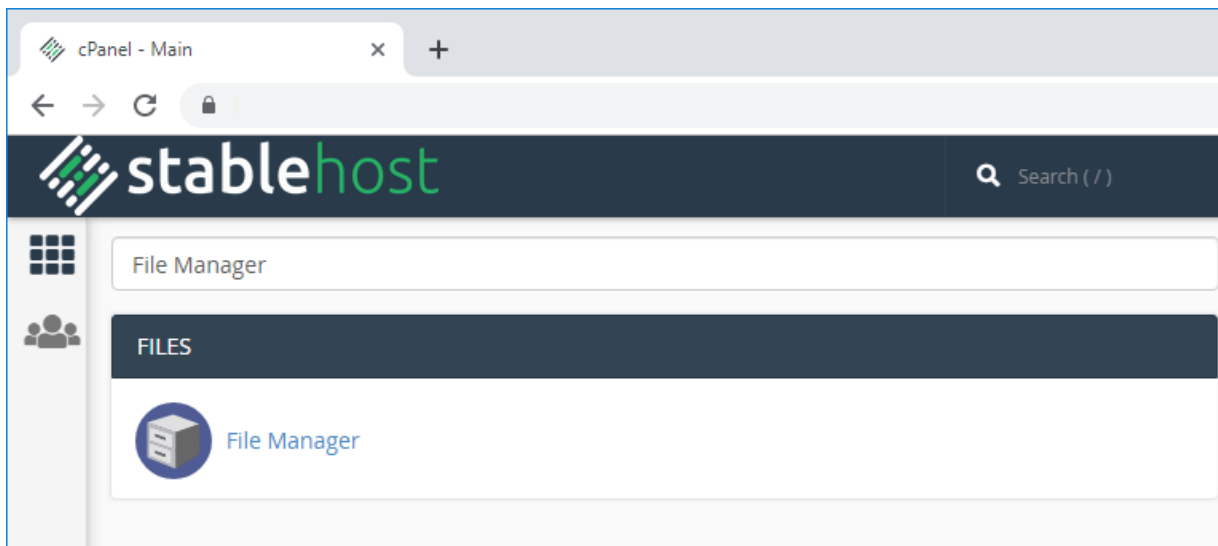 cPanel - Main
stablehost
Search ( / )
File Manager
FILES
File Manager